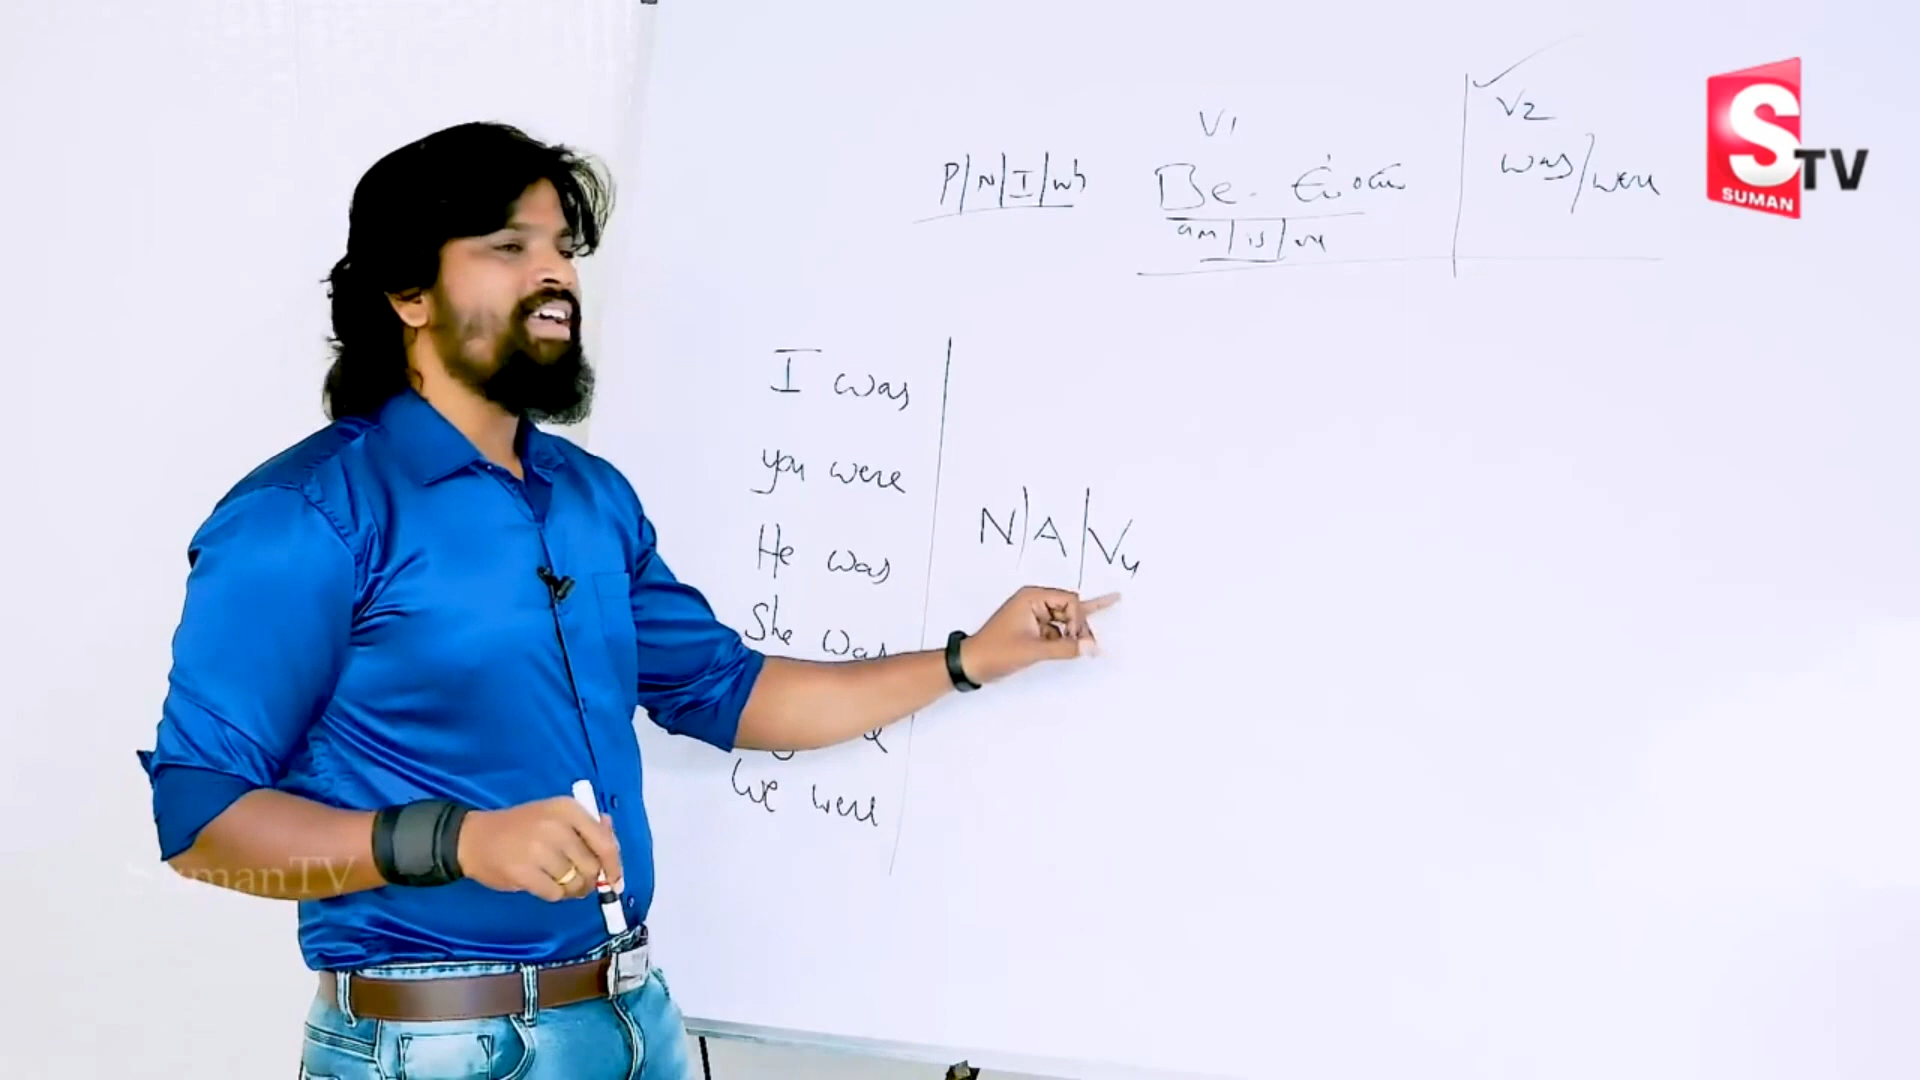 V1
V2
P/N/I/wh
Be -
was/were
am/is/are
I was
you were
He was
N/A/V4
She was
we were
S TV
SUMAN
SumanTV